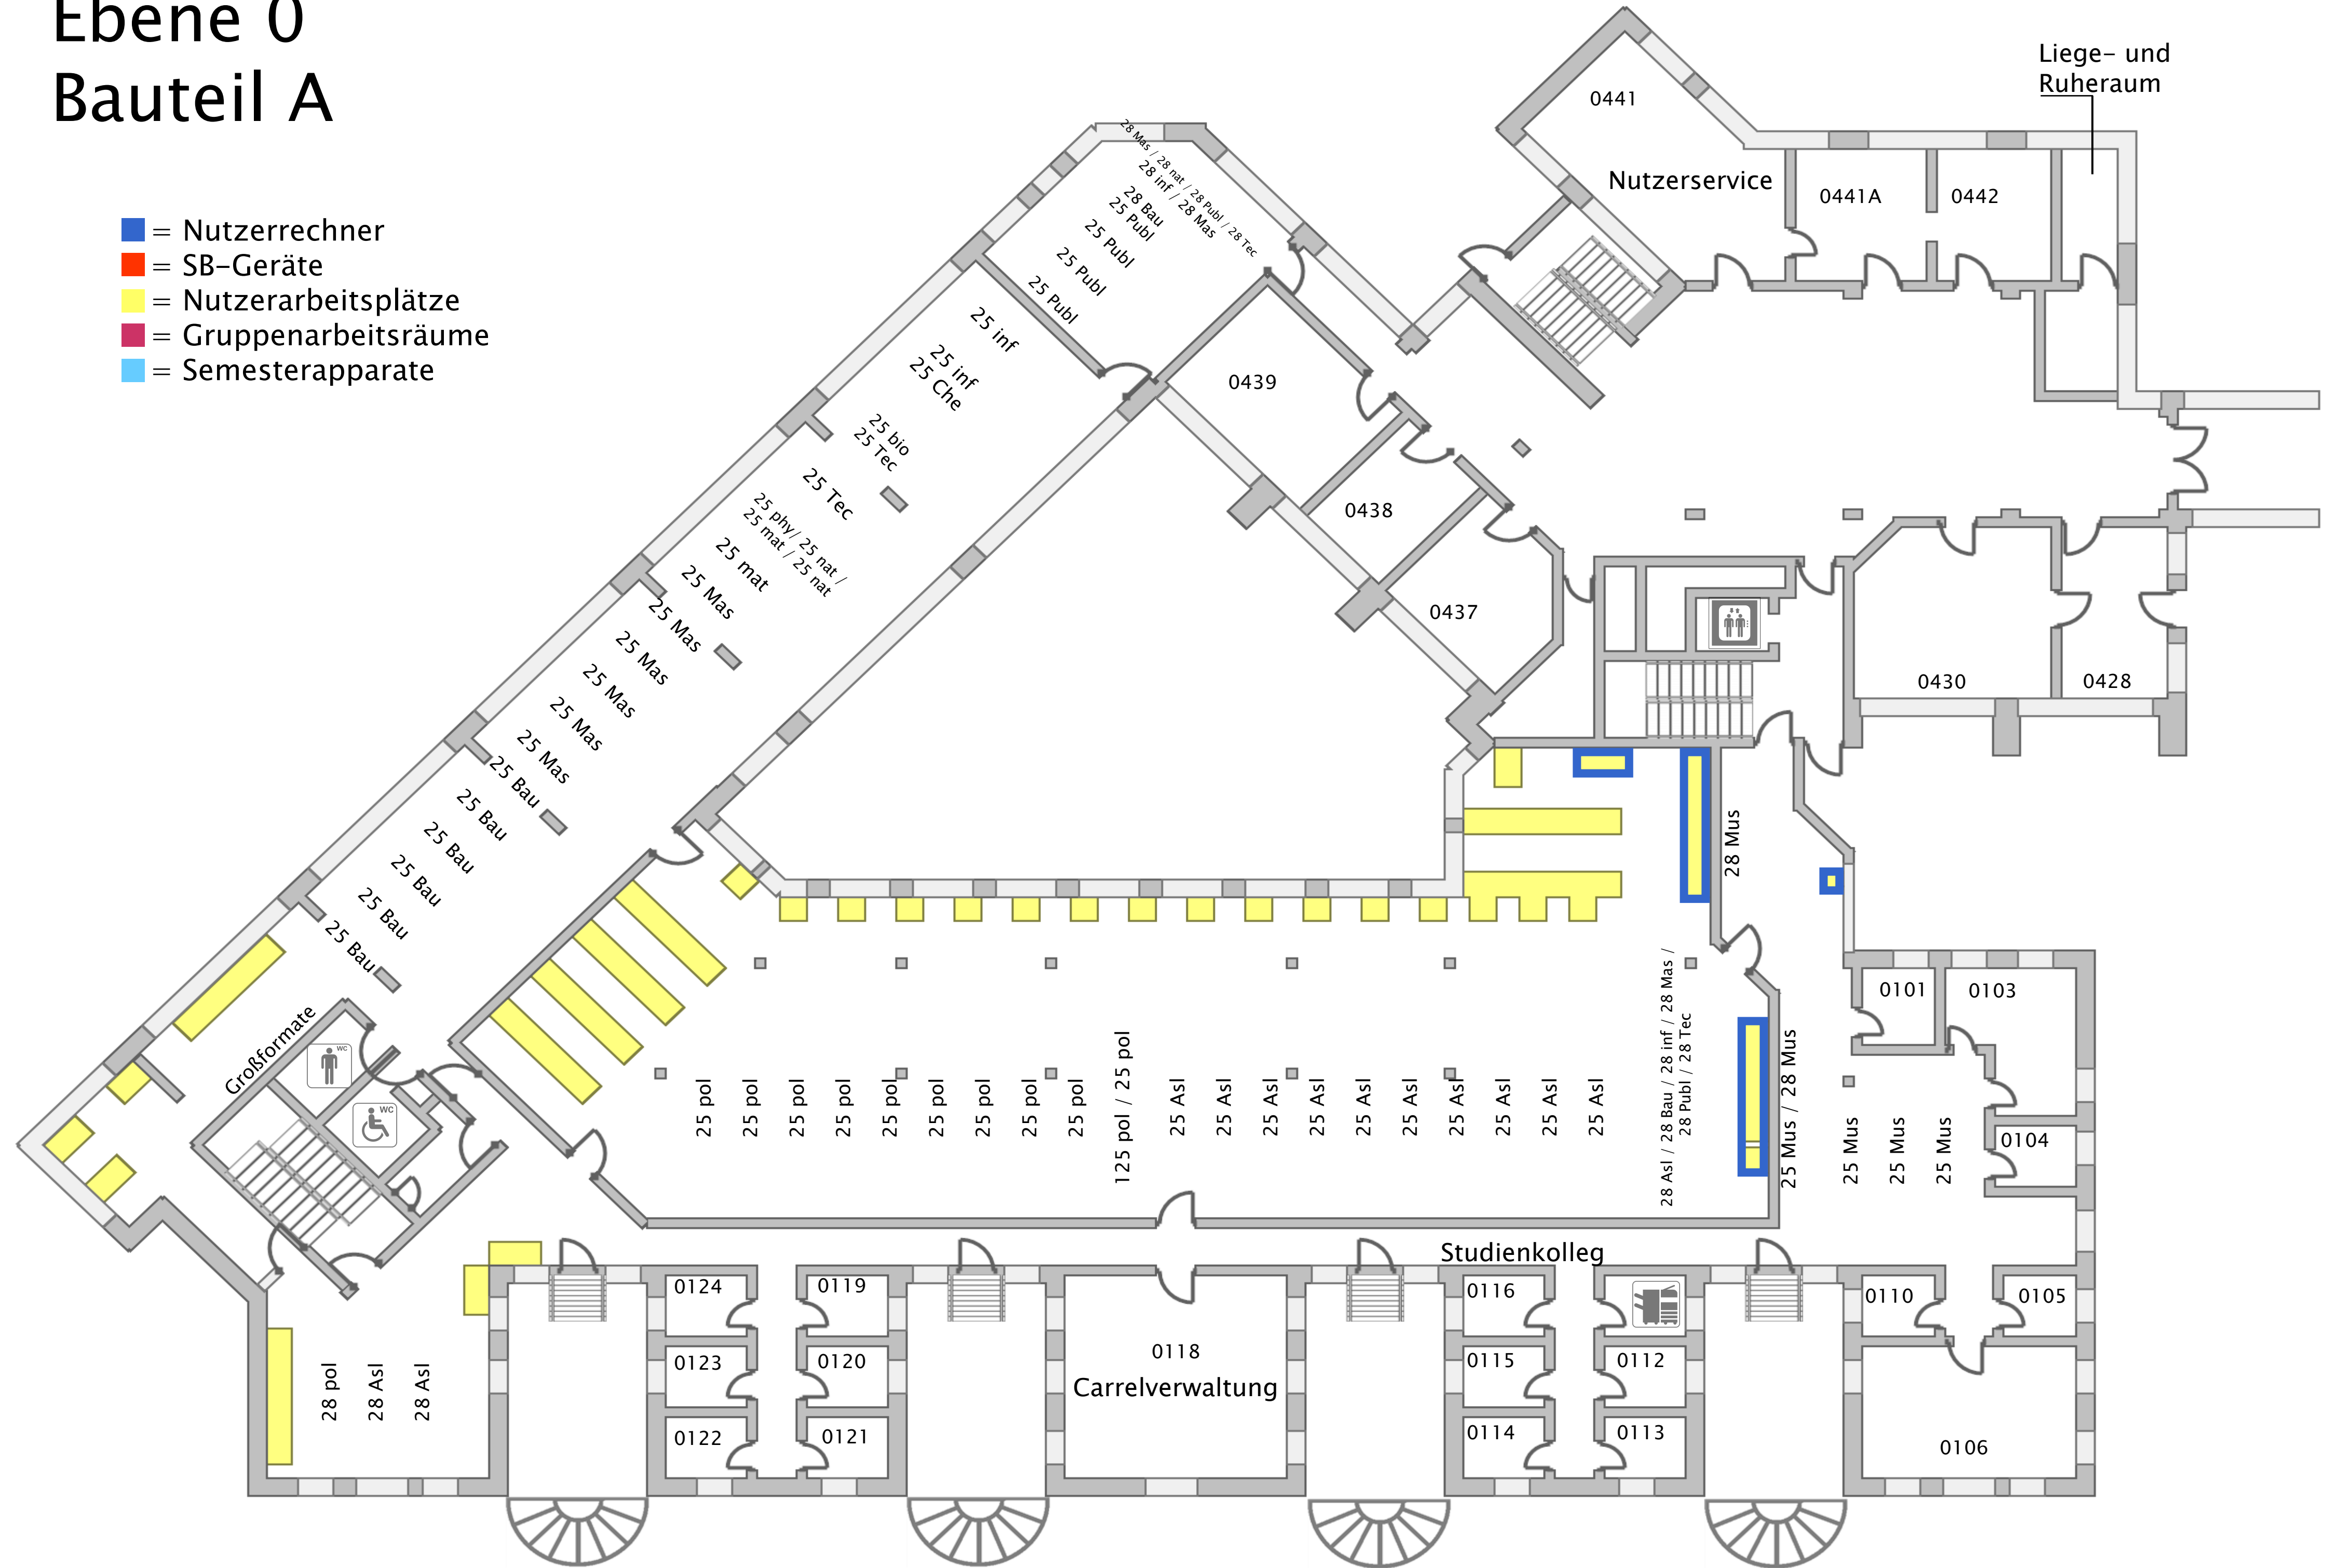 Ebene 0
Bauteil A
= Nutzerrechner
= SB-Geräte
= Nutzerarbeitsplätze
= Gruppenarbeitsräume
= Semesterapparate
Liege- und
Ruheraum
0441
Nutzerservice
0441A
0442
28 Mas / 28 nat / 28 Publ / 28 Tec
28 inf / 28 Mas
28 Bau
25 Publ
25 Publ
25 Publ
25 Publ
25 inf
25 inf
25 Che
25 bio
25 Tec
25 Tec
25 phy/ 25 nat /
25 mat / 25 nat
25 mat
25 Mas
25 Mas
25 Mas
25 Mas
25 Mas
25 Mas
25 Bau
25 Bau
25 Bau
25 Bau
25 Bau
25 Bau
0439
0438
0437
0430
0428
28 Mus
Großformate
WC
WC
25 pol
25 pol
25 pol
25 pol
25 pol
25 pol
25 pol
25 pol
25 pol
125 pol / 25 pol
25 Asl
25 Asl
25 Asl
25 Asl
25 Asl
25 Asl
25 Asl
25 Asl
25 Asl
25 Asl
28 Asl / 28 Bau / 28 inf / 28 Mas /
28 Publ / 28 Tec
25 Mus / 28 Mus
25 Mus
25 Mus
25 Mus
0101
0103
0104
Studienkolleg
28 pol
28 Asl
28 Asl
0124
0123
0122
0119
0120
0121
0118
Carrelverwaltung
0116
0115
0114
0112
0113
0110
0105
0106